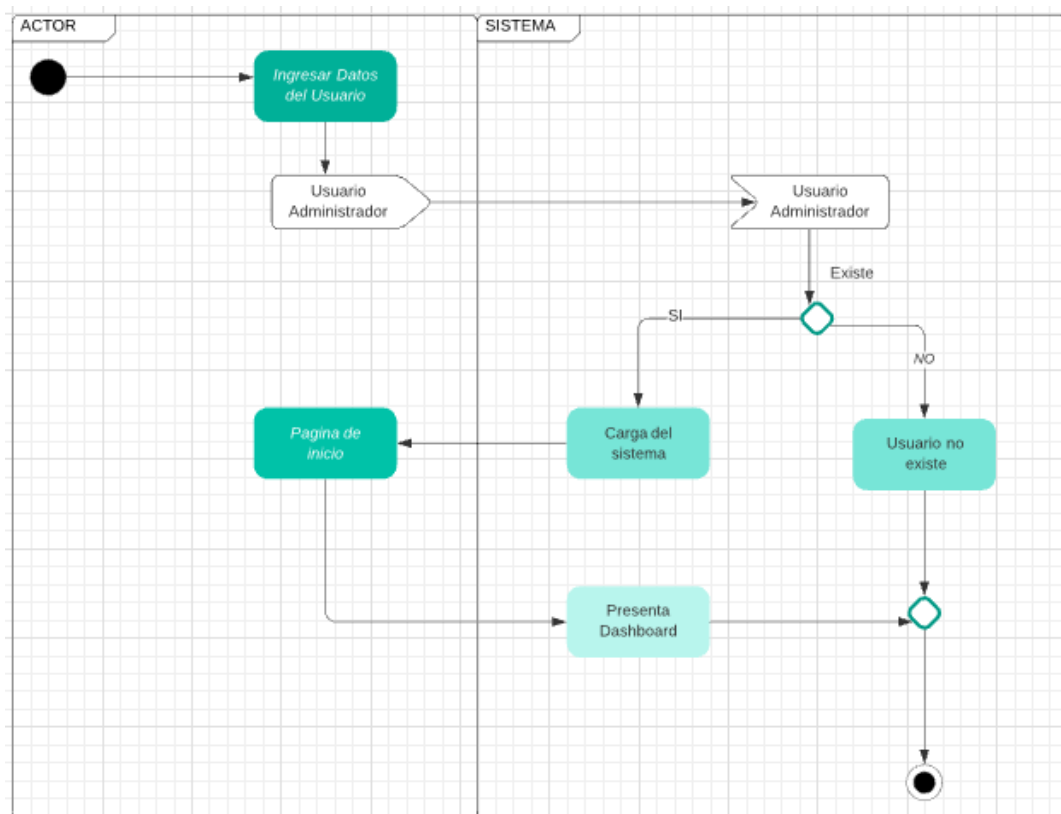 ACTOR
SISTEMA
Ingresar Datos
del Usuario
Usuario
Administrador
Usuario
Administrador
Existe
SI
NO
Pagina de
inicio
Carga del
sistema
Usuario no
existe
Presenta
Dashboard